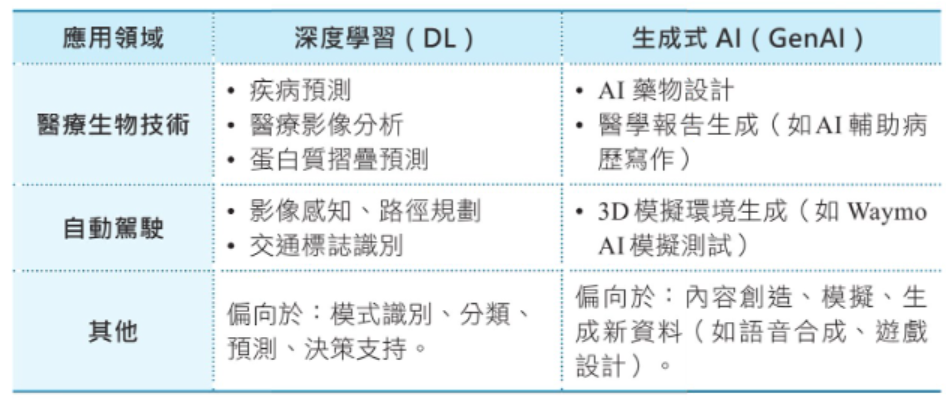 應用領域
深度學習（DL）
生成式 AI（GenAI）
醫療生物技術
• 疾病預測
• 醫療影像分析
• 蛋白質摺疊預測
• AI 藥物設計
• 醫學報告生成（如AI輔助病
歷寫作）
自動駕駛
• 影像感知、路徑規劃
• 交通標誌識別
• 3D模擬環境生成（如 Waymo
AI模擬測試）
其他
偏向於：模式識別、分類、
預測、決策支持。
偏向於：內容創造、模擬、生
成新資料（如語音合成、遊戲
設計）。